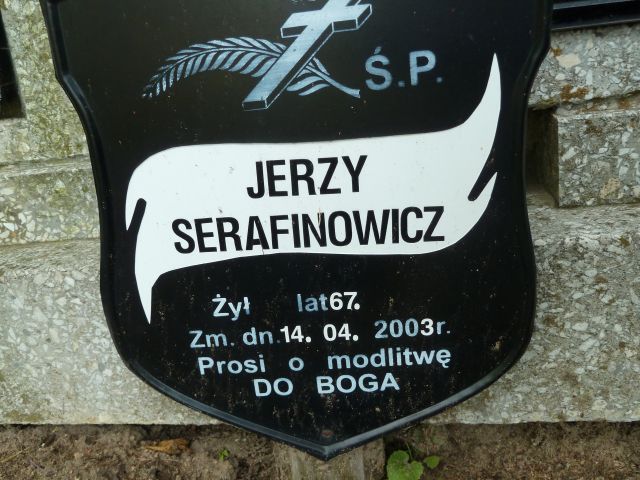 Ś.P.
JERZY
SERAFINOWICZ
Żył lat67.
Zm. dn.14. 04. 2003r.
Prosi o modlitwę
DO BOGA